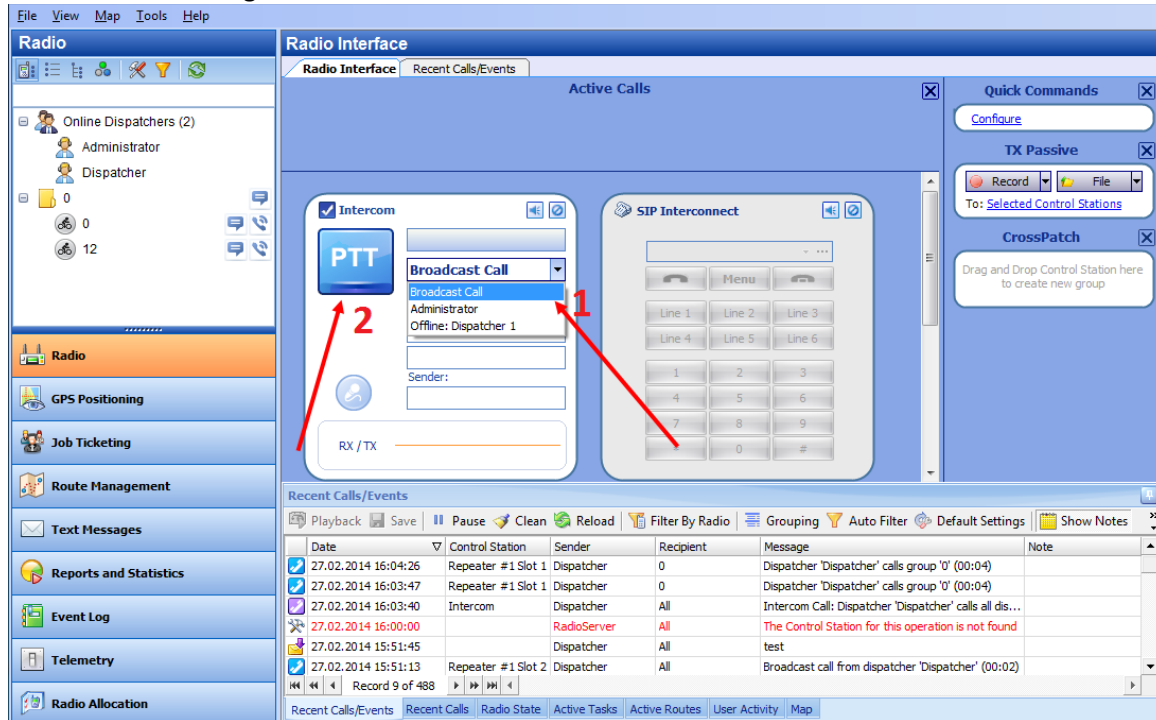 File View Map Tools Help
Radio
Radio Interface
Radio Interface Recent Calls/Events
Active Calls
Online Dispatchers (2)
Administrator
Dispatcher
0
0
12
Intercom
PTT
Broadcast Call
Broadcast Call
Administrator
Offline: Dispatcher 1
1
2
Sender:
RX / TX
SIP Interconnect
- ...
Menu
Line 1 Line 2 Line 3
Line 4 Line 5 Line 6
1 2 3
4 5 6
7 8 9
* 0 #
Quick Commands
Configure
TX Passive
Record File
To: Selected Control Stations
CrossPatch
Drag and Drop Control Station here
to create new group
Radio
GPS Positioning
Job Ticketing
Route Management
Text Messages
Reports and Statistics
Event Log
Telemetry
Radio Allocation
Recent Calls/Events
Playback Save Pause Clean Reload Filter By Radio Grouping Auto Filter Default Settings Show Notes
Date Control Station Sender Recipient Message Note
27.02.2014 16:04:26 Repeater #1 Slot 1 Dispatcher 0 Dispatcher 'Dispatcher' calls group '0' (00:04)
27.02.2014 16:03:47 Repeater #1 Slot 1 Dispatcher 0 Dispatcher 'Dispatcher' calls group '0' (00:04)
27.02.2014 16:03:40 Intercom Dispatcher All Intercom Call: Dispatcher 'Dispatcher' calls all dis...
27.02.2014 16:00:00 RadioServer All The Control Station for this operation is not found
27.02.2014 15:51:45 Dispatcher All test
27.02.2014 15:51:13 Repeater #1 Slot 2 Dispatcher All Broadcast call from dispatcher 'Dispatcher' (00:02)
Record 9 of 488
Recent Calls/Events Recent Calls Radio State Active Tasks Active Routes User Activity Map